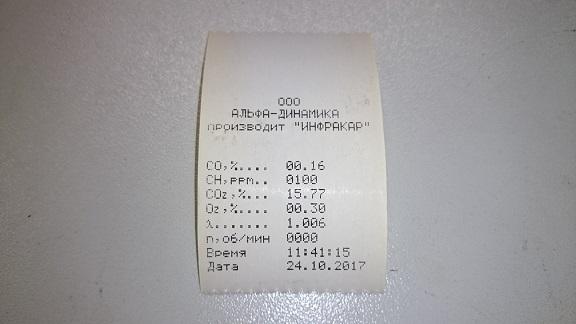 ООО
АЛЬФА-ДИНАМИКА
производит "ИНФРАКАР"
CO,%.... 00.16
CH,ppm.. 0100
CO₂,%... 15.77
O₂,%.... 00.30
λ....... 1.006
n,об/мин 0000
Время 11:41:15
Дата 24.10.2017